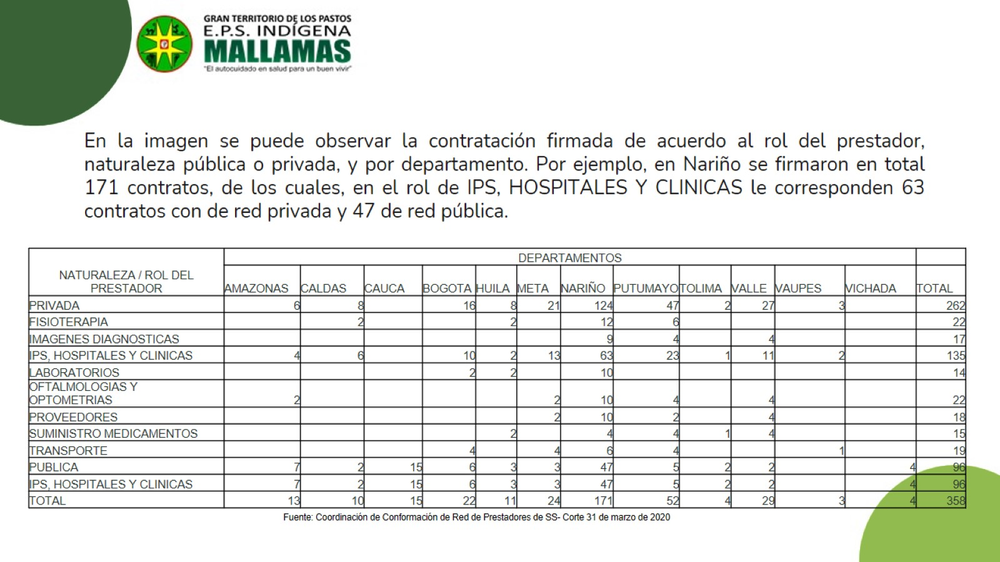 GRAN TERRITORIO DE LOS PASTOS
E.P.S. INDÍGENA
MALLAMAS
"El autocuidado en salud para un buen vivir"
En la imagen se puede observar la contratación firmada de acuerdo al rol del prestador,
naturaleza pública o privada, y por departamento. Por ejemplo, en Nariño se firmaron en total
171 contratos, de los cuales, en el rol de IPS, HOSPITALES Y CLINICAS le corresponden 63
contratos con de red privada y 47 de red pública.
DEPARTAMENTOS
NATURALEZA / ROL DEL
PRESTADOR AMAZONAS CALDAS CAUCA BOGOTA HUILA META NARIÑO PUTUMAYO TOLIMA VALLE VAUPES VICHADA TOTAL
PRIVADA 6 8 16 8 21 124 47 2 27 3 262
FISIOTERAPIA 2 2 12 6 22
IMAGENES DIAGNOSTICAS 9 4 4 17
IPS, HOSPITALES Y CLINICAS 4 6 10 2 13 63 23 1 11 2 135
LABORATORIOS 2 2 10 14
OFTALMOLOGIAS Y
OPTOMETRIAS 2 2 10 4 4 22
PROVEEDORES 2 10 2 4 18
SUMINISTRO MEDICAMENTOS 2 4 4 1 4 15
TRANSPORTE 4 4 6 4 1 19
PUBLICA 7 2 15 6 3 3 47 5 2 2 4 96
IPS, HOSPITALES Y CLINICAS 7 2 15 6 3 3 47 5 2 2 4 96
TOTAL 13 10 15 22 11 24 171 52 4 29 3 4 358
Fuente: Coordinación de Conformación de Red de Prestadores de SS- Corte 31 de marzo de 2020